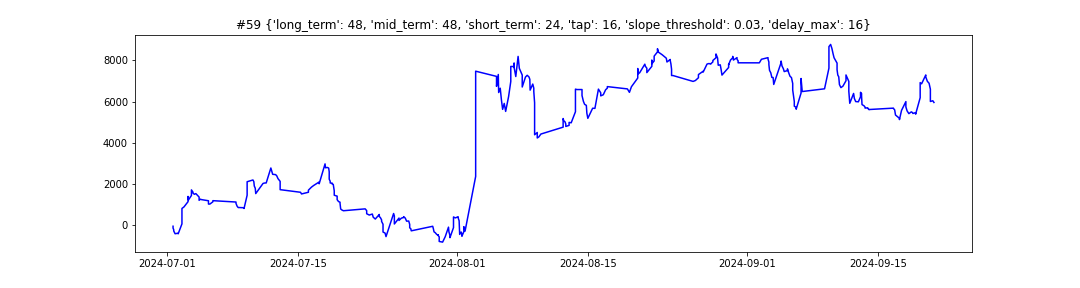 #59 {'long_term': 48, 'mid_term': 48, 'short_term': 24, 'tap': 16, 'slope_threshold': 0.03, 'delay_max': 16}
8000
6000
4000
2000
0
2024-07-01 2024-07-15 2024-08-01 2024-08-15 2024-09-01 2024-09-15